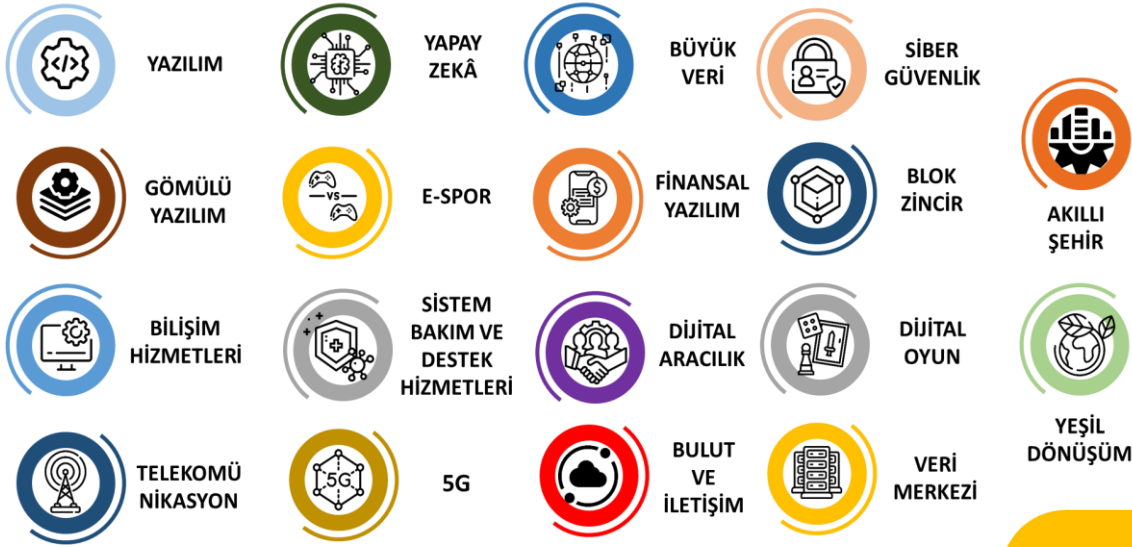 YAZILIM
YAPAY
ZEKÂ
BÜYÜK
VERİ
SİBER
GÜVENLİK
GÖMÜLÜ
YAZILIM
VS
E-SPOR
$
FİNANSAL
YAZILIM
BLOK
ZİNCİR
AKILLI
ŞEHİR
BİLİŞİM
HİZMETLERİ
SİSTEM
BAKIM VE
DESTEK
HİZMETLERİ
DİJİTAL
ARACILIK
DİJİTAL
OYUN
YEŞİL
DÖNÜŞÜM
TELEKOMÜ
NİKASYON
5G
5G
BULUT
VE
İLETİŞİM
VERİ
MERKEZİ